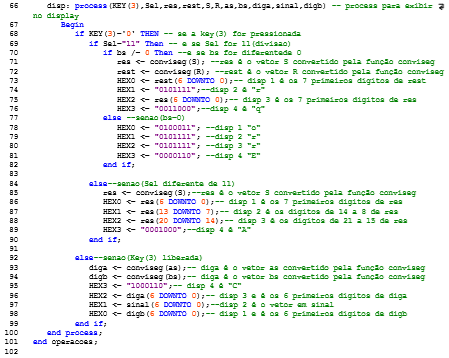 66 disp: process(KEY(3),Sel,res,rest,S,R,as,bs,diga,sinal,digb) -- process para exibir
no display
67 Begin
68 if KEY(3)='0' THEN -- se a key(3) for pressionada
69 if Sel="11" Then -- e se Sel for 11(divisao)
70 if bs /= 0 Then --e se bs for diferentede 0
71 res <= conviseg(S); --res é o vetor S convertido pela função conviseg
72 rest <= conviseg(R); --rest é o vetor R convertido pela função conviseg
73 HEX0 <= rest(6 DOWNTO 0);-- disp 1 é os 7 primeiros digitos de rest
74 HEX1 <= "0101111";--disp 2 é "r"
75 HEX2 <= res(6 DOWNTO 0); -- disp 3 é os 7 primeiros digitos de res
76 HEX3 <= "0011000";--disp 4 é "q"
77 else --senao(bs=0)
78 HEX0 <= "0100011"; --disp 1 "o"
79 HEX1 <= "0101111"; --disp 2 "r"
80 HEX2 <= "0101111"; --disp 3 "r"
81 HEX3 <= "0000110"; --disp 4 "E"
82 end if;
83
84 else--senao(Sel diferente de 11)
85 res <= conviseg(S);--res é o vetor S convertido pela função conviseg
86 HEX0 <= res(6 DOWNTO 0);-- disp 1 é os 7 primeiros digitos de res
87 HEX1 <= res(13 DOWNTO 7);-- disp 2 é os digitos de 14 a 8 de res
88 HEX2 <= res(20 DOWNTO 14);-- disp 3 é os digitos de 21 a 15 de res
89 HEX3 <= "0001000";--disp 4 é "A"
90 end if;
91
92 else--senao(Key(3) liberada)
93 diga <= conviseg(as);-- diga é o vetor as convertido pela função conviseg
94 digb <= conviseg(bs);-- diga é o vetor bs convertido pela função conviseg
95 HEX3 <= "1000110";-- disp 4 é "C"
96 HEX2 <= diga(6 DOWNTO 0);-- disp 3 e é os 6 primeiros digitos de diga
97 HEX1 <= sinal(6 DOWNTO 0);--disp 2 é o vetor em sinal
98 HEX0 <= digb(6 DOWNTO 0);-- disp 1 e é os 6 primeiros digitos de digb
99 end if;
100 end process;
101 end operacoes;
102